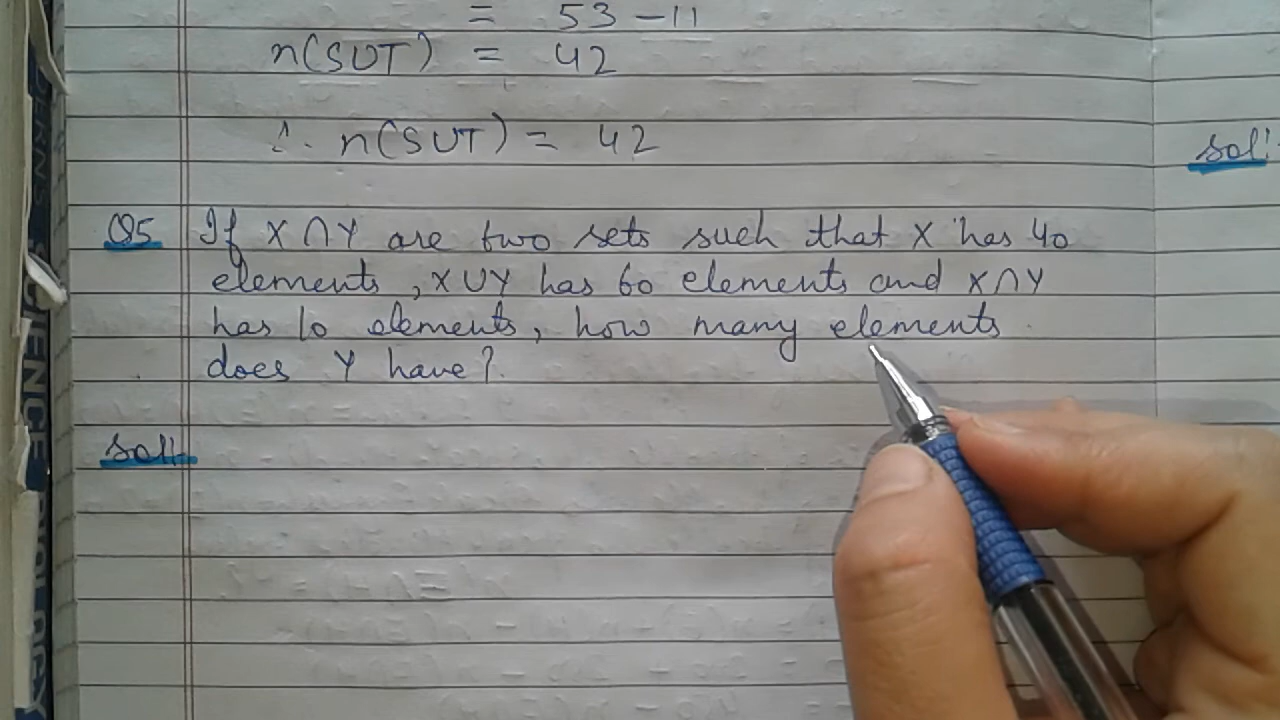 = 53 - 11
n(SUT) = 42
∴ n(SUT) = 42
sol:
Q5 If X ∩ Y are two sets such that X has 40
elements, X ∪ Y has 60 elements and X ∩ Y
has 10 elements, how many elements
does Y have?
sol:
SCIENCE